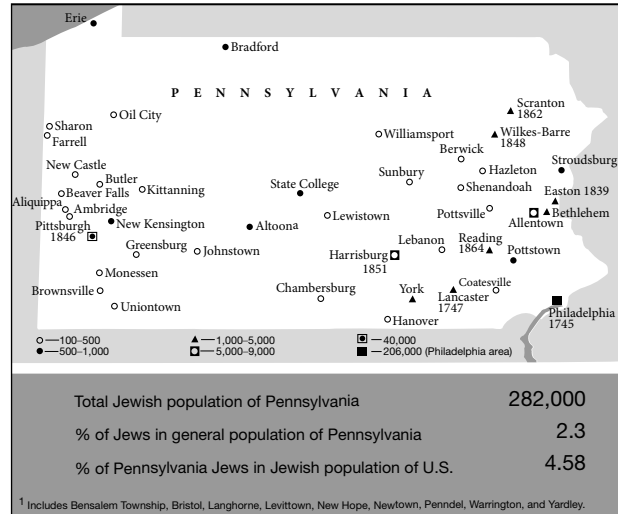 Erie
Bradford
PENNSYLVANIA
Scranton
1862
Oil City
Sharon
Farrell
Williamsport
Wilkes-Barre
1848
Berwick
Stroudsburg
New Castle
Butler
Kittanning
State College
Sunbury
Hazleton
Shenandoah
Easton 1839
Aliquippa
Beaver Falls
Ambridge
Pittsburgh
1846
New Kensington
Altoona
Lewistown
Pottsville
Allentown
Bethlehem
Greensburg
Johnstown
Harrisburg
1851
Lebanon
Reading
1864
Pottstown
Monessen
Brownsville
Uniontown
Chambersburg
York
Lancaster
1747
Coatesville
Hanover
Philadelphia
1745
—100–500
—500–1,000
—1,000–5,000
—5,000–9,000
—40,000
—206,000 (Philadelphia area)
Total Jewish population of Pennsylvania 282,000
% of Jews in general population of Pennsylvania 2.3
% of Pennsylvania Jews in Jewish population of U.S. 4.58
1 Includes Bensalem Township, Bristol, Langhorne, Levittown, New Hope, Newtown, Penndel, Warrington, and Yardley.